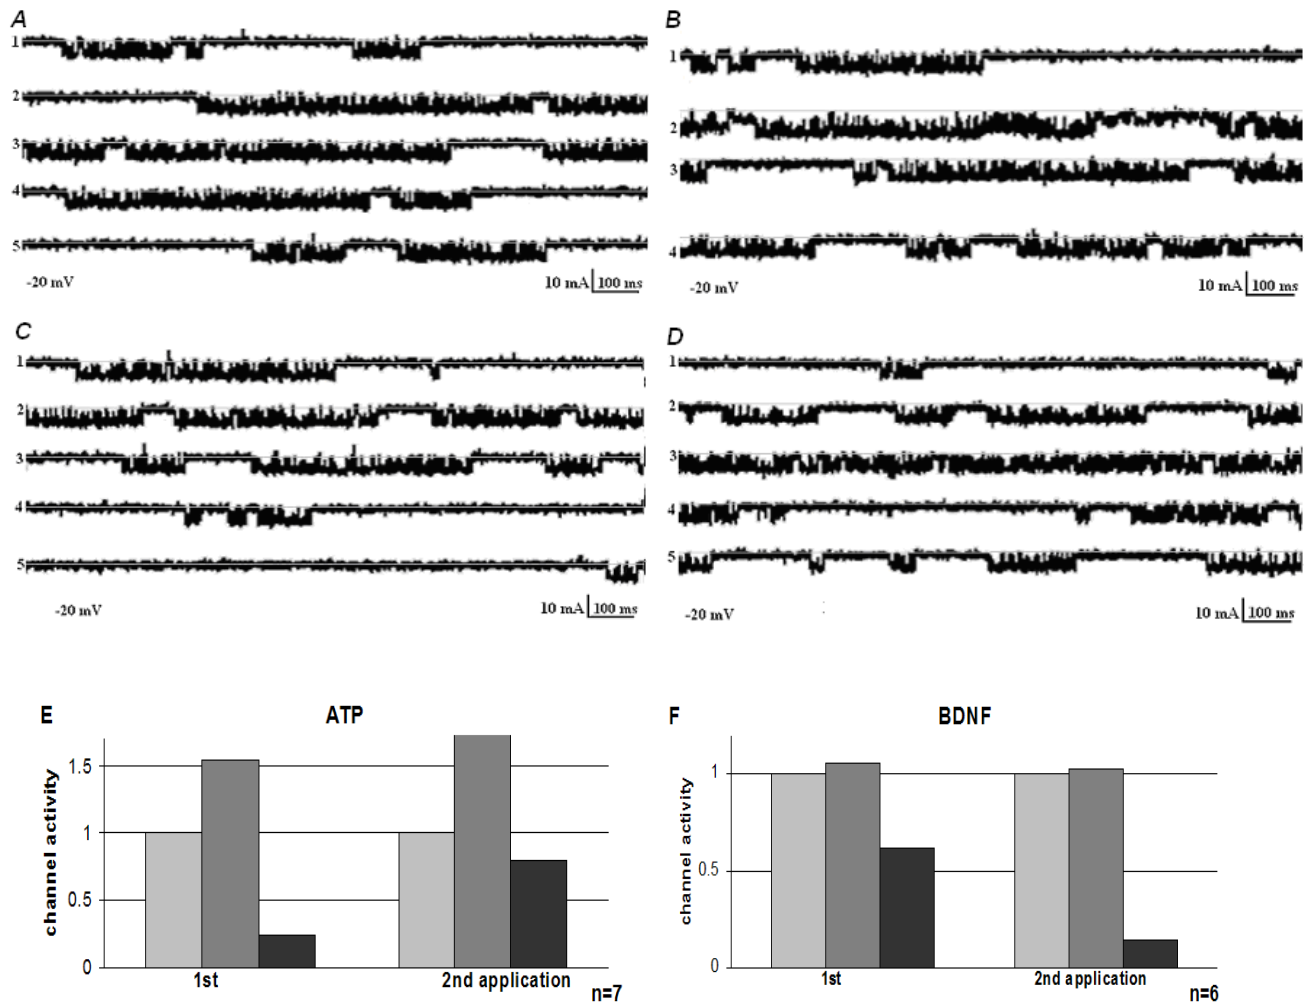 A
1
2
3
4
5
-20 mV
10 mA 100 ms
B
1
2
3
4
-20 mV
10 mA 100 ms
C
1
2
3
4
5
-20 mV
10 mA 100 ms
D
1
2
3
4
5
-20 mV
10 mA 100 ms
E
ATP
channel activity
1.5
1
0.5
0
1st
2nd application
n=7
F
BDNF
channel activity
1
0.5
0
1st
2nd application
n=6